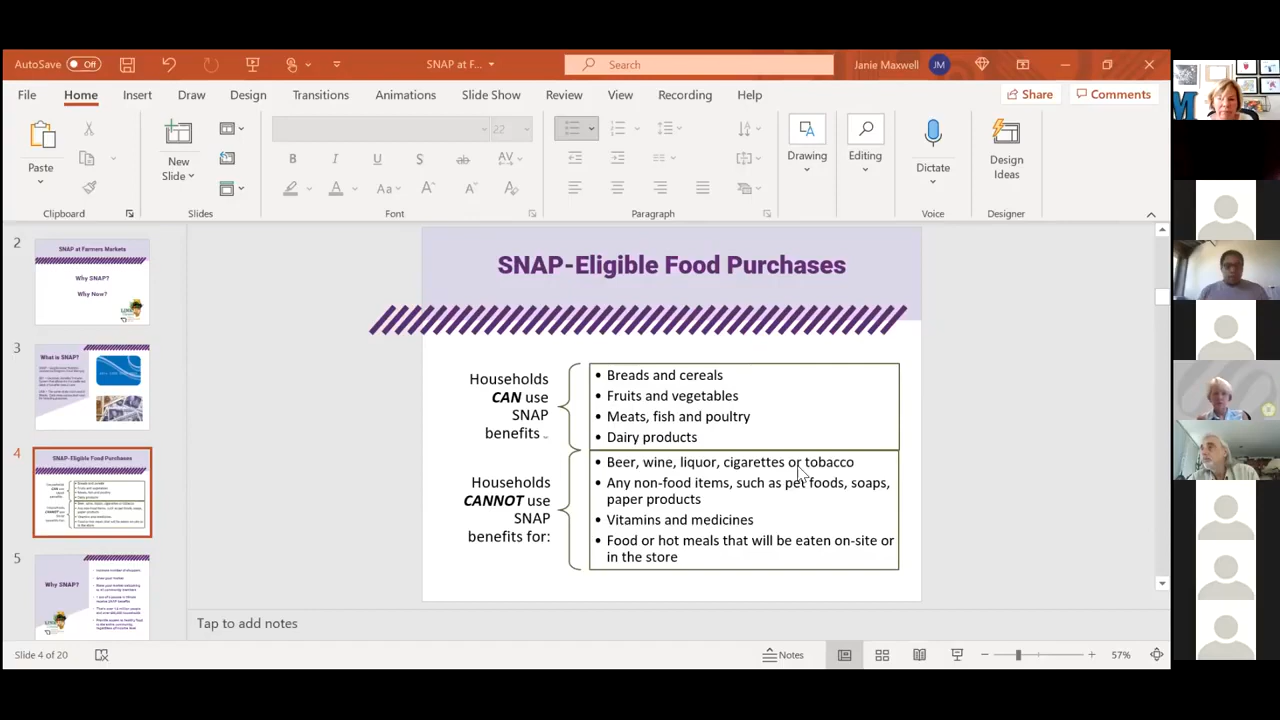 AutoSave Off SNAP at F... Search Janie Maxwell JM
File Home Insert Draw Design Transitions Animations Slide Show View Recording Help Share Comments
22
Paste New Slide Drawing Editing Dictate Design Ideas
Clipboard Slides Font Paragraph Voice Designer
2
SNAP at Farmers Markets
Why SNAP?
Why Now?
3
What is SNAP?
4
SNAP-Eligible Food Purchases
5
Why SNAP?
SNAP-Eligible Food Purchases
Households
CAN use
SNAP
benefits
• Breads and cereals
• Fruits and vegetables
• Meats, fish and poultry
• Dairy products
Households
CANNOT use
SNAP
benefits for:
• Beer, wine, liquor, cigarettes or tobacco
• Any non-food items, such as pet foods, soaps,
paper products
• Vitamins and medicines
• Food or hot meals that will be eaten on-site or
in the store
Tap to add notes
Slide 4 of 20 Notes 57%